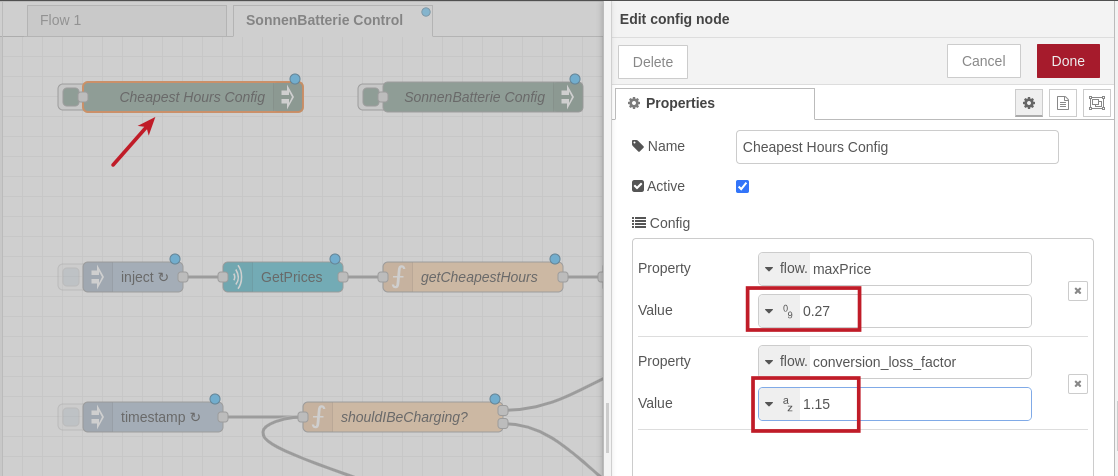 Flow 1
SonnenBatterie Control
Cheapest Hours Config
SonnenBatterie Config
inject ↻
GetPrices
getCheapestHours
timestamp ↻
shouldIBeCharging?
Edit config node
Delete
Cancel
Done
Properties
Name
Cheapest Hours Config
Active
Config
Property
flow. maxPrice
Value
0.27
Property
flow. conversion_loss_factor
Value
az 1.15